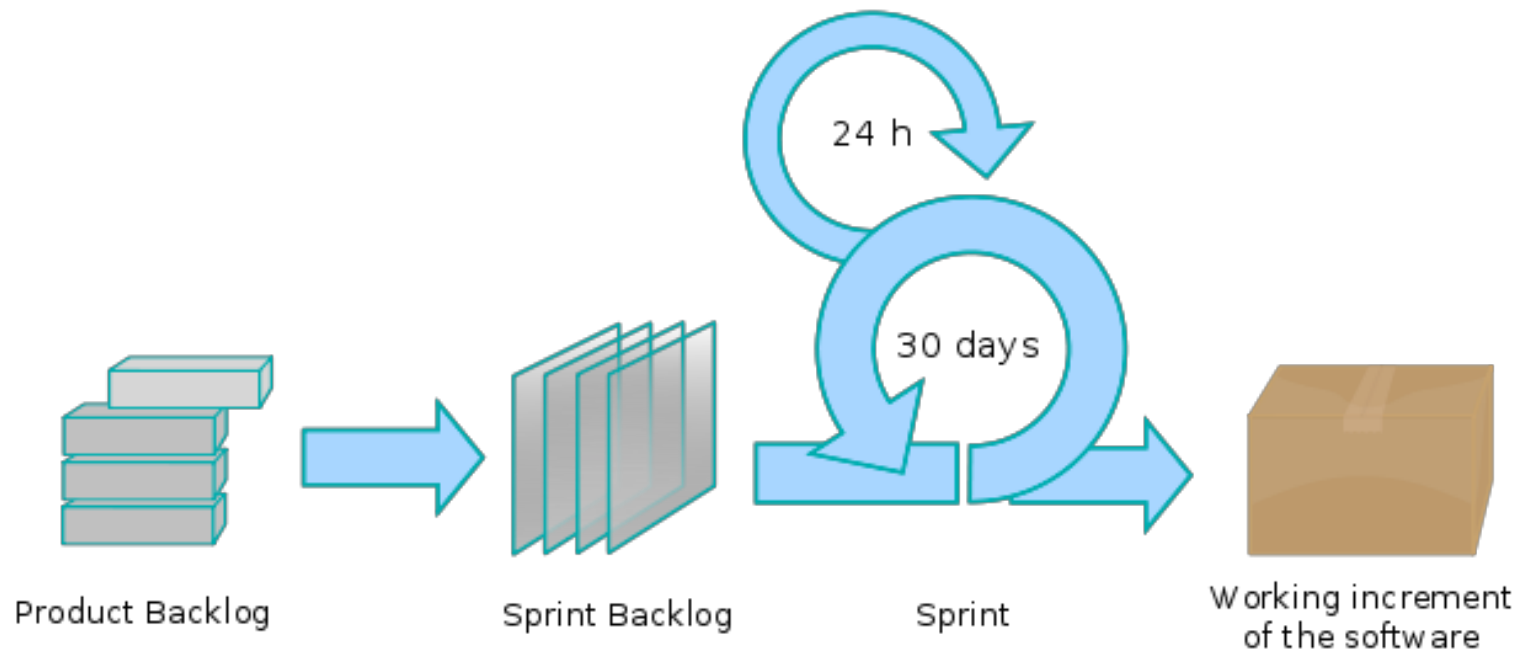 24 h
30 days
Product Backlog
Sprint Backlog
Sprint
Working increment
of the software